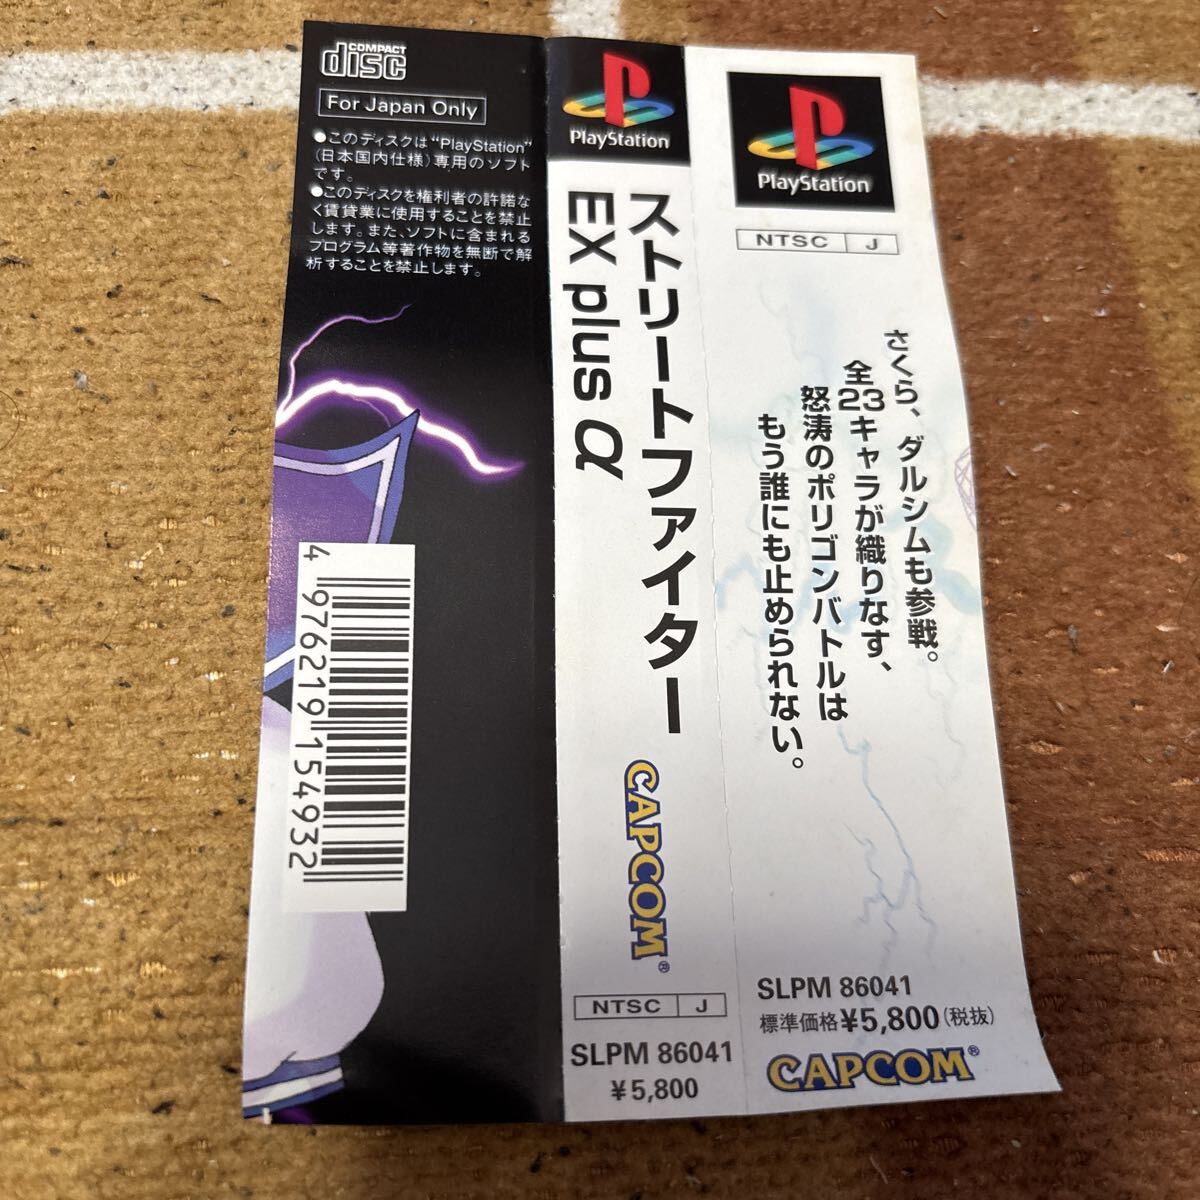 COMPACT
disc
For Japan Only
●このディスクは"PlayStation"
(日本国内仕様)専用のソフト
です。
●このディスクを権利者の許諾な
く賃貸業に使用することを禁止
します。また、ソフトに含まれる
プログラム等著作物を無断で解
析することを禁止します。
4 976219 154932
PlayStation
ストリートファイター
EX plus α
CAPCOM®
NTSC J
SLPM 86041
¥5,800
PlayStation
NTSC J
さくら、ダルシムも参戦。
全23キャラが織りなす、
怒涛のポリゴンバトルは
もう誰にも止められない。
SLPM 86041
標準価格¥5,800(税抜)
CAPCOM®